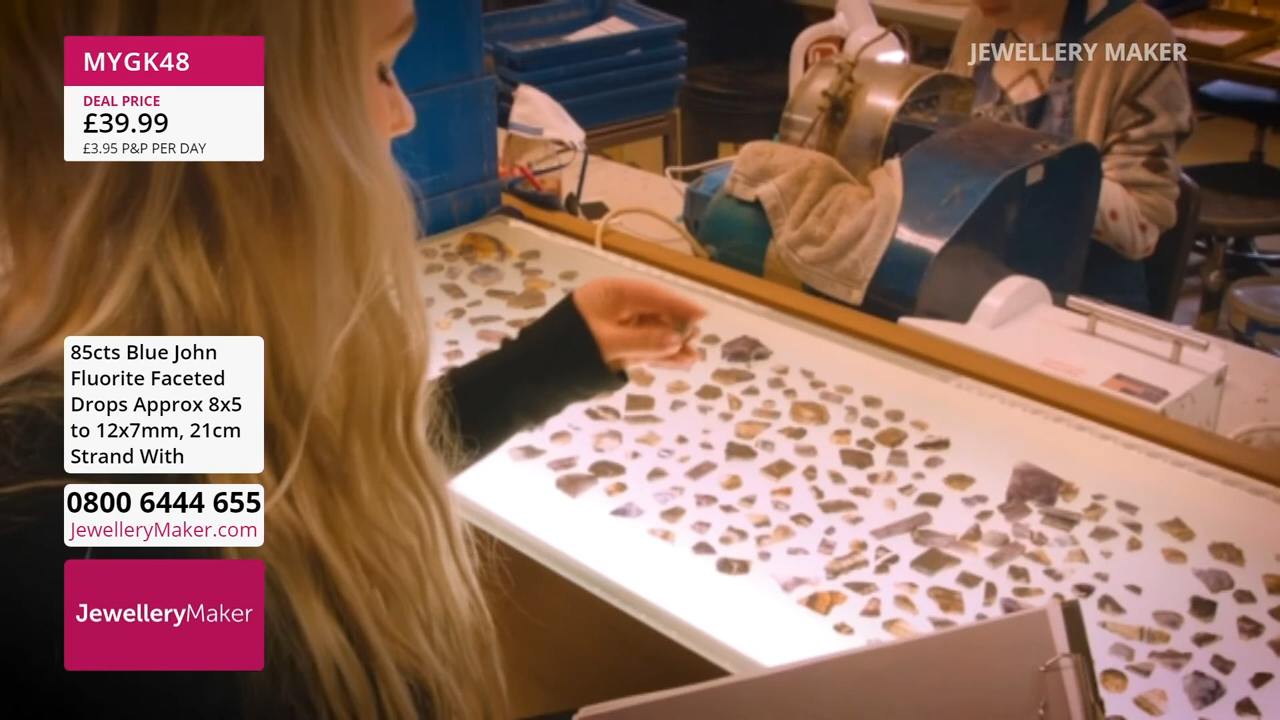 MYGK48
DEAL PRICE
£39.99
£3.95 P&P PER DAY
JEWELLERY MAKER
85cts Blue John
Fluorite Faceted
Drops Approx 8x5
to 12x7mm, 21cm
Strand With
0800 6444 655
JewelleryMaker.com
JewelleryMaker